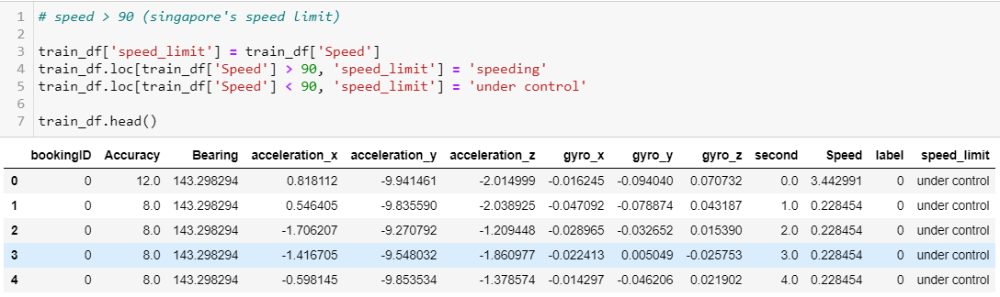 1 # speed > 90 (singapore's speed limit)
2
3 train_df['speed_limit'] = train_df['Speed']
4 train_df.loc[train_df['Speed'] > 90, 'speed_limit'] = 'speeding'
5 train_df.loc[train_df['Speed'] < 90, 'speed_limit'] = 'under control'
6
7 train_df.head()
bookingID Accuracy Bearing acceleration_x acceleration_y acceleration_z gyro_x gyro_y gyro_z second Speed label speed_limit
0 0 12.0 143.298294 0.818112 -9.941461 -2.014999 -0.016245 -0.094040 0.070732 0.0 3.442991 0 under control
1 0 8.0 143.298294 0.546405 -9.835590 -2.038925 -0.047092 -0.078874 0.043187 1.0 0.228454 0 under control
2 0 8.0 143.298294 -1.706207 -9.270792 -1.209448 -0.028965 -0.032652 0.015390 2.0 0.228454 0 under control
3 0 8.0 143.298294 -1.416705 -9.548032 -1.860977 -0.022413 0.005049 -0.025753 3.0 0.228454 0 under control
4 0 8.0 143.298294 -0.598145 -9.853534 -1.378574 -0.014297 -0.046206 0.021902 4.0 0.228454 0 under control